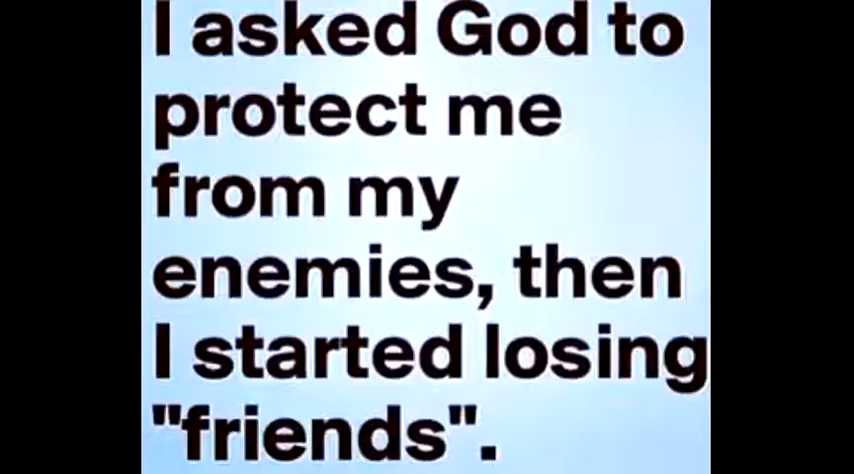 I asked God to
protect me
from my
enemies, then
I started losing
"friends".